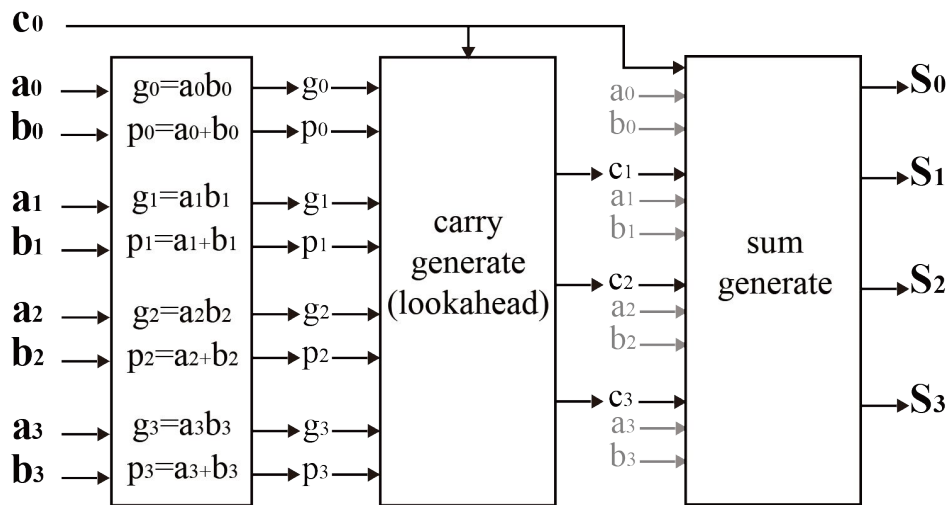 c0
a0
b0
a1
b1
a2
b2
a3
b3
g0=a0b0
p0=a0+b0
g1=a1b1
p1=a1+b1
g2=a2b2
p2=a2+b2
g3=a3b3
p3=a3+b3
g0
p0
g1
p1
g2
p2
g3
p3
carry
generate
(lookahead)
a0
b0
c1
a1
b1
c2
a2
b2
c3
a3
b3
sum
generate
S0
S1
S2
S3